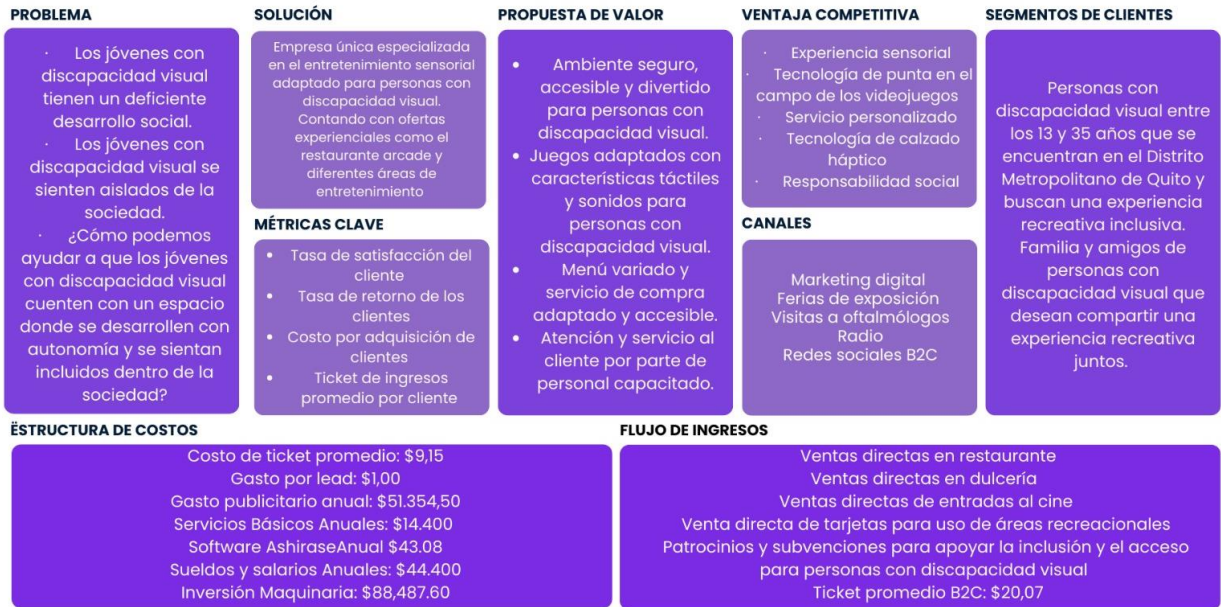 PROBLEMA
· Los jóvenes con
discapacidad visual
tienen un deficiente
desarrollo social.
· Los jóvenes con
discapacidad visual se
sienten aislados de la
sociedad.
· ¿Cómo podemos
ayudar a que los jóvenes
con discapacidad visual
cuenten con un espacio
donde se desarrollen con
autonomía y se sientan
incluidos dentro de la
sociedad?
SOLUCIÓN
Empresa única especializada
en el entretenimiento sensorial
adaptado para personas con
discapacidad visual.
Contando con ofertas
experienciales como el
restaurante arcade y
diferentes áreas de
entretenimiento
MÉTRICAS CLAVE
• Tasa de satisfacción del
cliente
• Tasa de retorno de los
clientes
• Costo por adquisición de
clientes
• Ticket de ingresos
promedio por cliente
PROPUESTA DE VALOR
• Ambiente seguro,
accesible y divertido
para personas con
discapacidad visual.
• Juegos adaptados con
características táctiles
y sonidos para
personas con
discapacidad visual.
• Menú variado y
servicio de compra
adaptado y accesible.
• Atención y servicio al
cliente por parte de
personal capacitado.
VENTAJA COMPETITIVA
· Experiencia sensorial
· Tecnología de punta en el
campo de los videojuegos
· Servicio personalizado
· Tecnología de calzado
háptico
· Responsabilidad social
CANALES
Marketing digital
Ferias de exposición
Visitas a oftalmólogos
Radio
Redes sociales B2C
SEGMENTOS DE CLIENTES
Personas con
discapacidad visual entre
los 13 y 35 años que se
encuentran en el Distrito
Metropolitano de Quito y
buscan una experiencia
recreativa inclusiva.
Familia y amigos de
personas con
discapacidad visual que
desean compartir una
experiencia recreativa
juntos.
ËSTRUCTURA DE COSTOS
Costo de ticket promedio: $9,15
Gasto por lead: $1,00
Gasto publicitario anual: $51.354,50
Servicios Básicos Anuales: $14.400
Software AshiraseAnual $43.08
Sueldos y salarios Anuales: $44.400
Inversión Maquinaria: $88,487.60
FLUJO DE INGRESOS
Ventas directas en restaurante
Ventas directas en dulcería
Ventas directas de entradas al cine
Venta directa de tarjetas para uso de áreas recreacionales
Patrocinios y subvenciones para apoyar la inclusión y el acceso
para personas con discapacidad visual
Ticket promedio B2C: $20,07